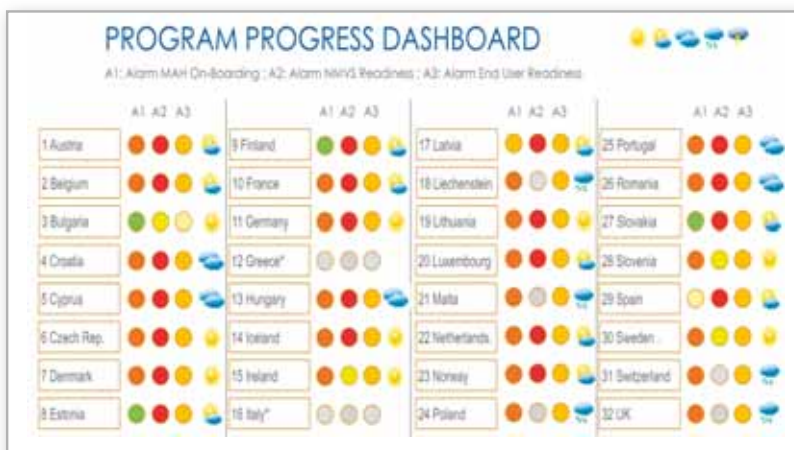 PROGRAM PROGRESS DASHBOARD
A1: Alarm MAH On-Boarding ; A2: Alarm NMVS Readiness ; A3: Alarm End User Readiness
A1 A2 A3
1 Austria
2 Belgium
3 Bulgaria
4 Croatia
5 Cyprus
6 Czech Rep.
7 Denmark
8 Estonia
A1 A2 A3
9 Finland
10 France
11 Germany
12 Greece*
13 Hungary
14 Iceland
15 Ireland
16 Italy*
A1 A2 A3
17 Latvia
18 Liechenstein
19 Lithuania
20 Luxembourg
21 Malta
22 Netherlands
23 Norway
24 Poland
A1 A2 A3
25 Portugal
26 Romania
27 Slovakia
28 Slovenia
29 Spain
30 Sweden
31 Switzerland
32 UK